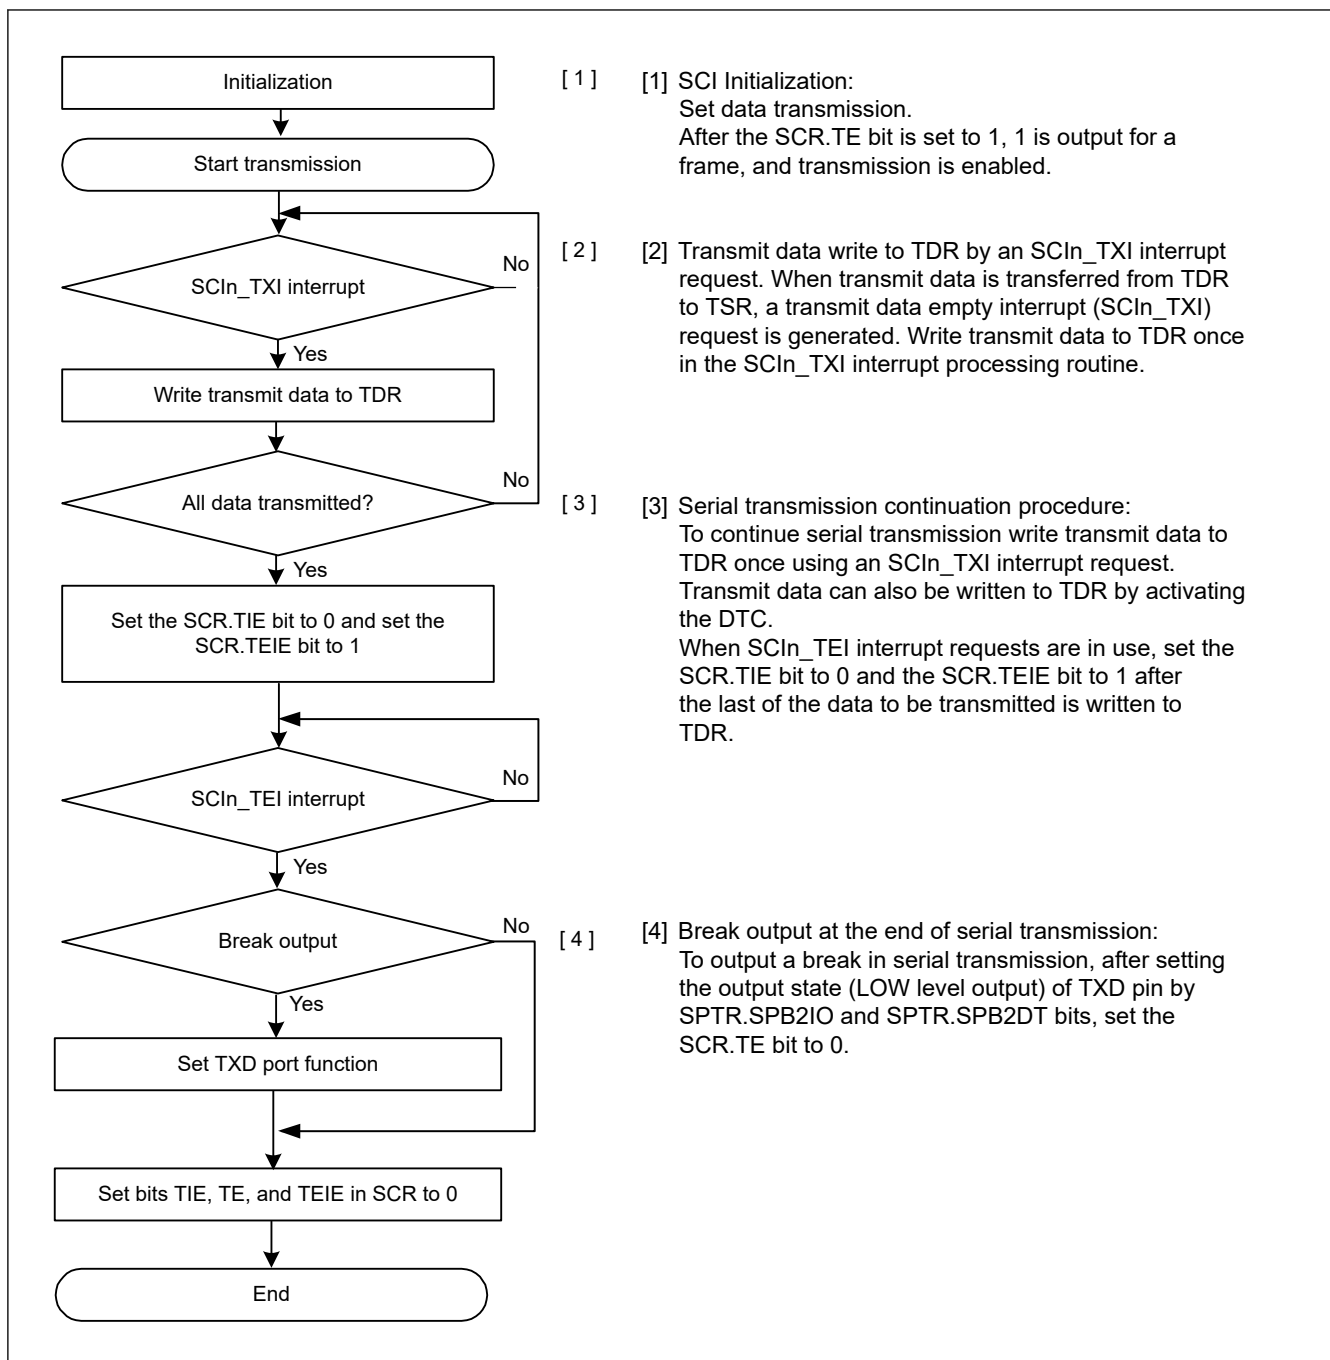 Initialization
[ 1 ]
[1] SCI Initialization:
Set data transmission.
After the SCR.TE bit is set to 1, 1 is output for a
frame, and transmission is enabled.
Start transmission
SCIn_TXI interrupt
No
Yes
[ 2 ]
[2] Transmit data write to TDR by an SCIn_TXI interrupt
request. When transmit data is transferred from TDR
to TSR, a transmit data empty interrupt (SCIn_TXI)
request is generated. Write transmit data to TDR once
in the SCIn_TXI interrupt processing routine.
Write transmit data to TDR
All data transmitted?
No
Yes
[ 3 ]
[3] Serial transmission continuation procedure:
To continue serial transmission write transmit data to
TDR once using an SCIn_TXI interrupt request.
Transmit data can also be written to TDR by activating
the DTC.
When SCIn_TEI interrupt requests are in use, set the
SCR.TIE bit to 0 and the SCR.TEIE bit to 1 after
the last of the data to be transmitted is written to
TDR.
Set the SCR.TIE bit to 0 and set the
SCR.TEIE bit to 1
SCIn_TEI interrupt
No
Yes
Break output
No
Yes
[ 4 ]
[4] Break output at the end of serial transmission:
To output a break in serial transmission, after setting
the output state (LOW level output) of TXD pin by
SPTR.SPB2IO and SPTR.SPB2DT bits, set the
SCR.TE bit to 0.
Set TXD port function
Set bits TIE, TE, and TEIE in SCR to 0
End